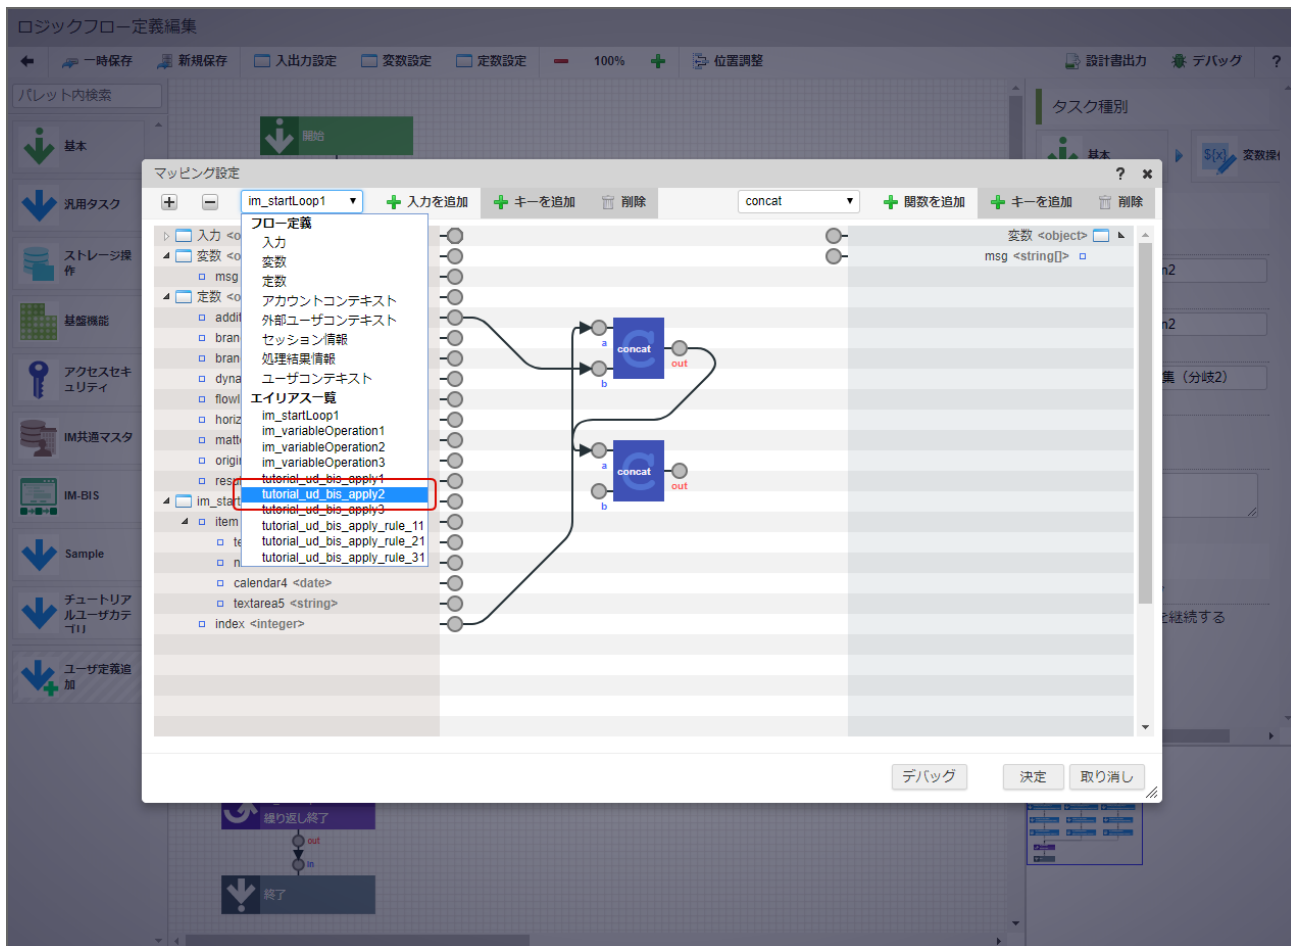 ロジックフロー定義編集
一時保存 新規保存 入出力設定 変数設定 定数設定 100% 位置調整 設計書出力 デバッグ ?
パレット内検索
基本
汎用タスク
ストレージ操
作
基盤機能
アクセスセキ
ュリティ
IM共通マスタ
IM-BIS
Sample
チュートリア
ルユーザカテ
ゴリ
ユーザ定義追
加
開始
タスク種別
基本
${x}
変数操作
マッピング設定
?
im_startLoop1 入力を追加 キーを追加 削除 concat 関数を追加 キーを追加 削除
フロー定義
入力
変数
定数
アカウントコンテキスト
外部ユーザコンテキスト
セッション情報
処理結果情報
ユーザコンテキスト
エイリアス一覧
im_startLoop1
im_variableOperation1
im_variableOperation2
im_variableOperation3
tutorial_ud_bis_apply1
tutorial_ud_bis_apply2
tutorial_ud_bis_apply3
tutorial_ud_bis_apply_rule_11
tutorial_ud_bis_apply_rule_21
tutorial_ud_bis_apply_rule_31
入力 <o
変数 <o
msg
定数 <o
addit
bran
bran
dyna
flowl
horiz
matt
origi
res
im_start
item
te
n
calendar4 <date>
textarea5 <string>
index <integer>
a
concat
out
b
a
concat
out
b
変数 <object>
msg <string[]>
n2
n2
集（分岐2）
を継続する
デバッグ 決定 取り消し
繰り返し終了
out
in
終了